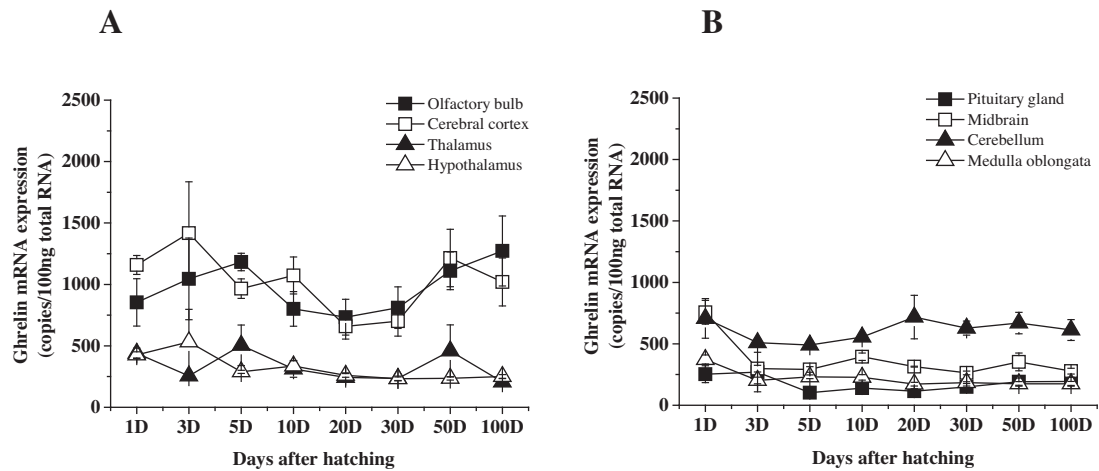 A
Ghrelin mRNA expression
(copies/100ng total RNA)
2500
2000
1500
1000
500
0
Olfactory bulb
Cerebral cortex
Thalamus
Hypothalamus
1D 3D 5D 10D 20D 30D 50D 100D
Days after hatching
B
Ghrelin mRNA expression
(copies/100ng total RNA)
2500
2000
1500
1000
500
0
Pituitary gland
Midbrain
Cerebellum
Medulla oblongata
1D 3D 5D 10D 20D 30D 50D 100D
Days after hatching